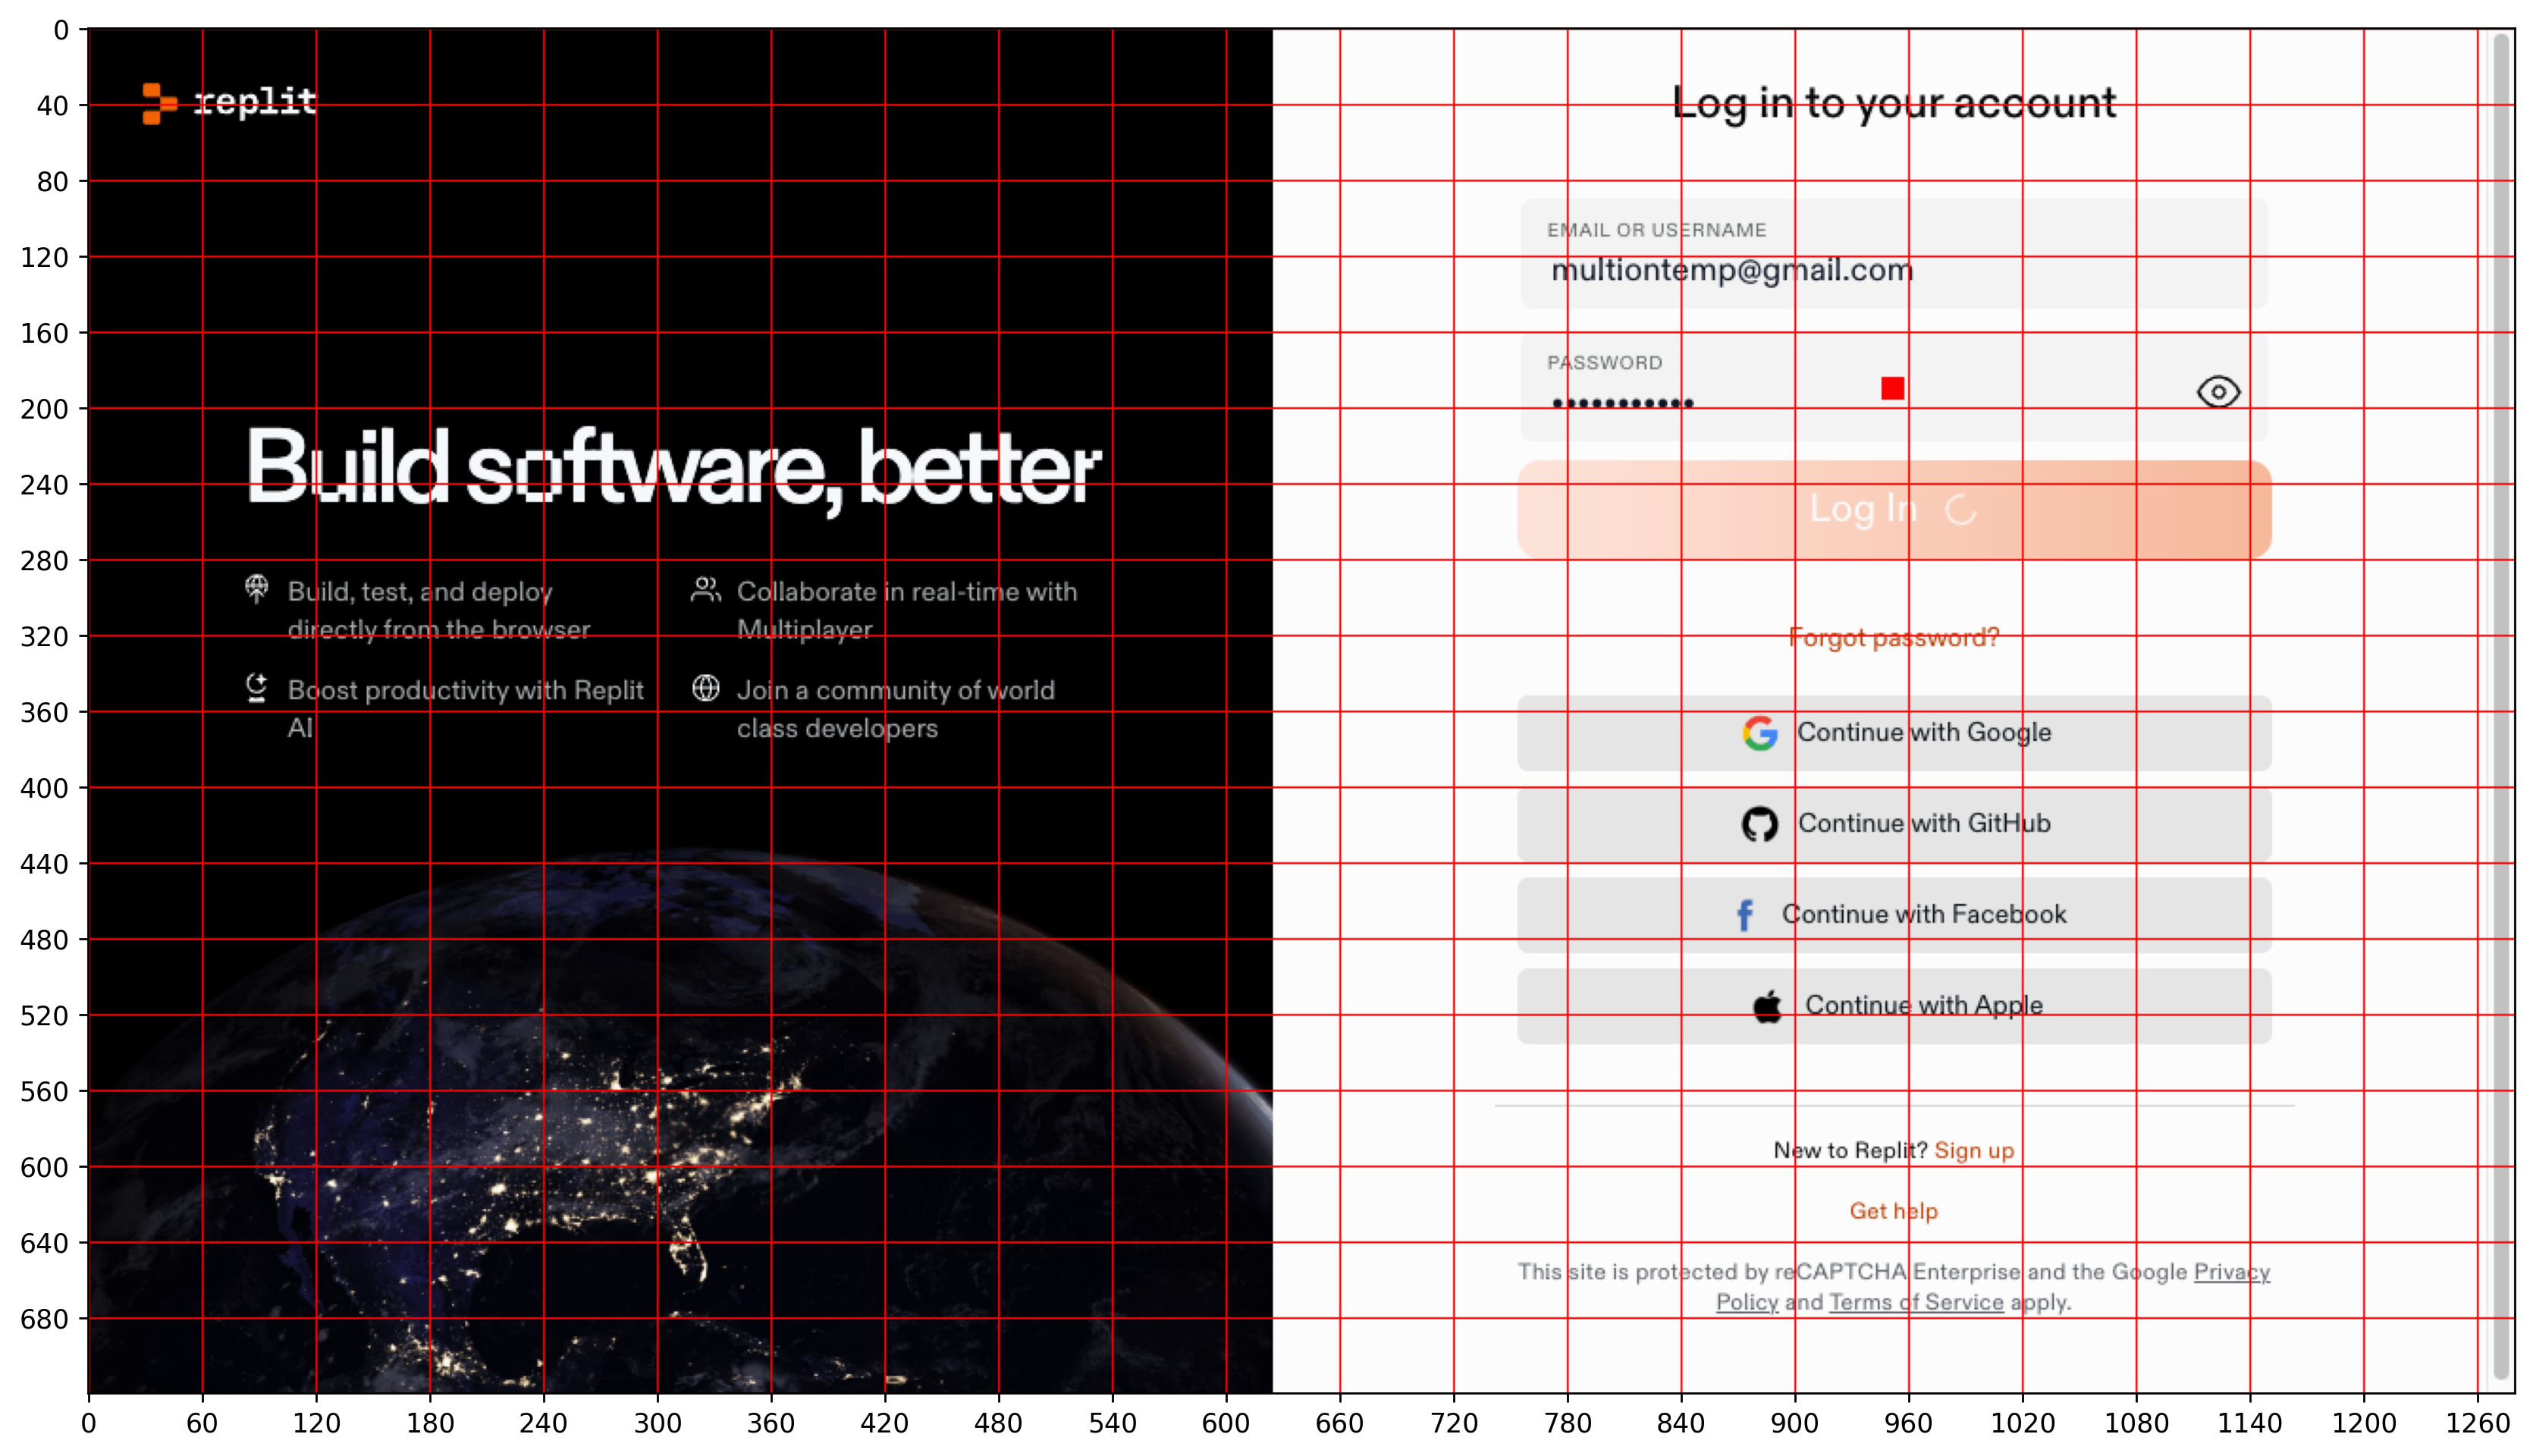 replit
Build software, better
Build, test, and deploy
directly from the browser
Collaborate in real-time with
Multiplayer
Boost productivity with Replit
AI
Join a community of world
class developers
Log in to your account
EMAIL OR USERNAME
multiontemp@gmail.com
PASSWORD
•••••••••••
Log In
Forgot password?
Continue with Google
Continue with GitHub
Continue with Facebook
Continue with Apple
New to Replit? Sign up
Get help
This site is protected by reCAPTCHA Enterprise and the Google Privacy
Policy and Terms of Service apply.
0
40
80
120
160
200
240
280
320
360
400
440
480
520
560
600
640
680
0 60 120 180 240 300 360 420 480 540 600 660 720 780 840 900 960 1020 1080 1140 1200 1260